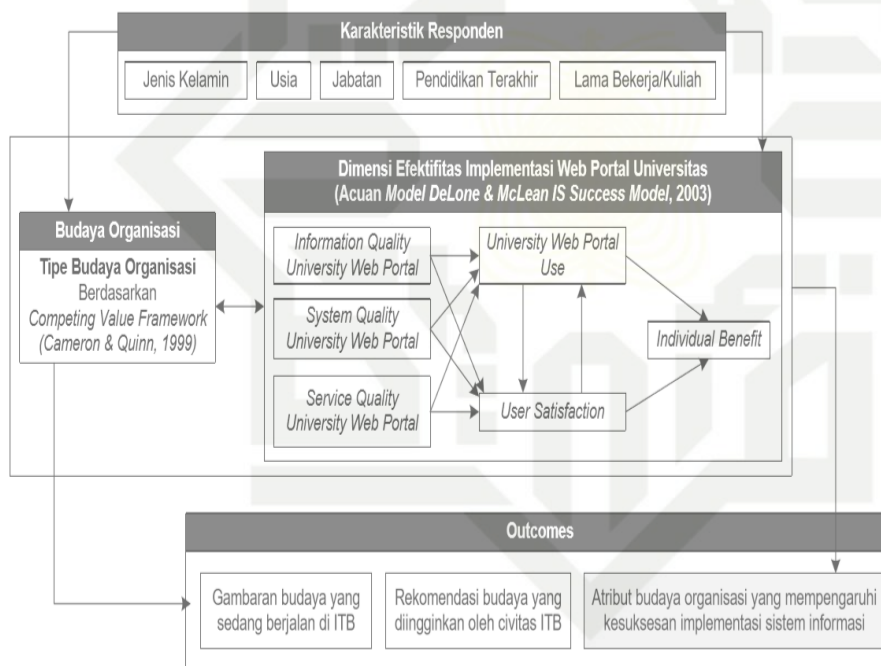 Karakteristik Responden
Jenis Kelamin
Usia
Jabatan
Pendidikan Terakhir
Lama Bekerja/Kuliah
Dimensi Efektifitas Implementasi Web Portal Universitas
(Acuan Model DeLone & McLean IS Success Model, 2003)
Budaya Organisasi
Tipe Budaya Organisasi
Berdasarkan
Competing Value Framework
(Cameron & Quinn, 1999)
Information Quality
University Web Portal
System Quality
University Web Portal
Service Quality
University Web Portal
University Web Portal
Use
User Satisfaction
Individual Benefit
Outcomes
Gambaran budaya yang
sedang berjalan di ITB
Rekomendasi budaya yang
diingginkan oleh civitas ITB
Atribut budaya organisasi yang mempengaruhi
kesuksesan implementasi sistem informasi